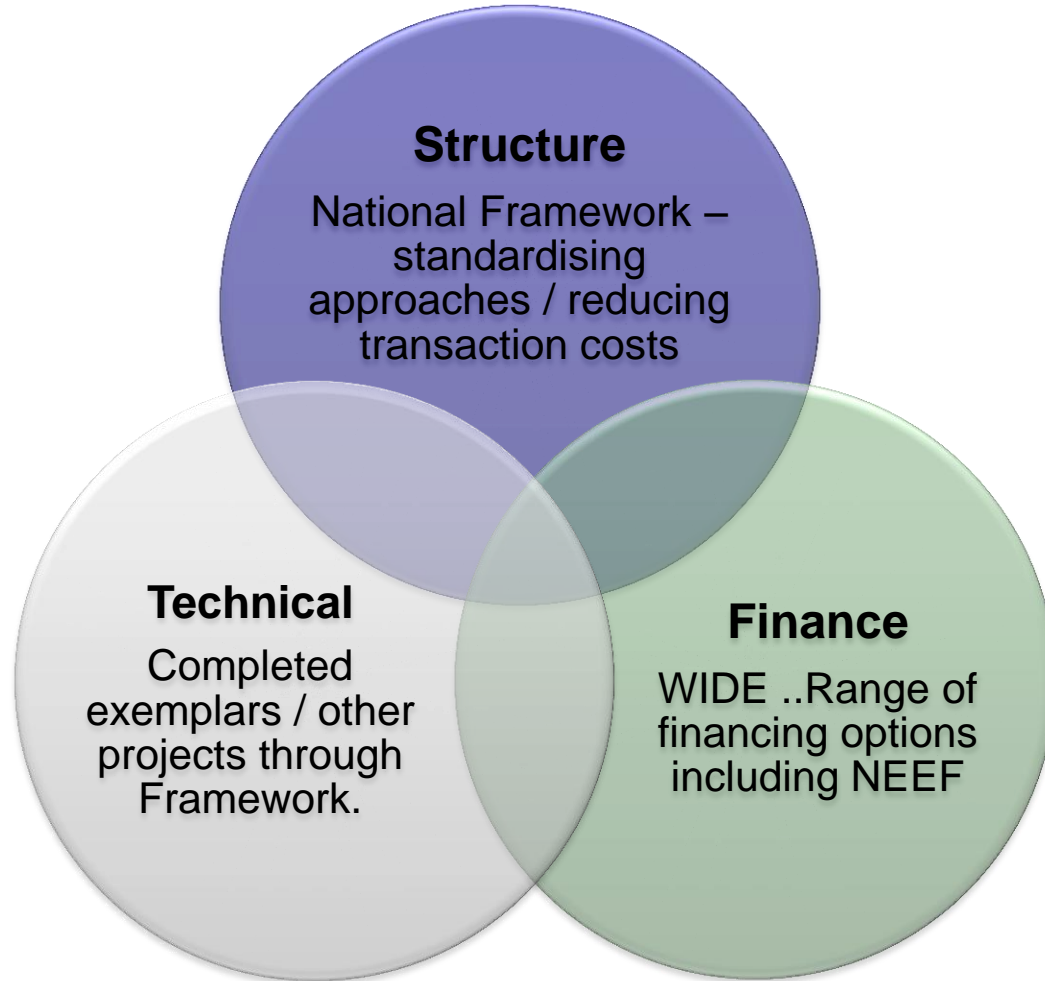 Structure
National Framework –
standardising
approaches / reducing
transaction costs
Technical
Completed
exemplars / other
projects through
Framework.
Finance
WIDE ..Range of
financing options
including NEEF